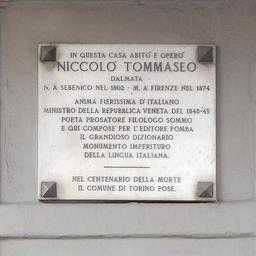 IN QUESTA CASA ABITÒ E OPERÒ
NICCOLÒ TOMMASEO
DALMATA
N. A SEBENICO NEL 1802 - M. A FIRENZE NEL 1874
ANIMA FIERISSIMA D'ITALIANO
MINISTRO DELLA REPUBBLICA VENETA DEL 1848-49
POETA PROSATORE FILOLOGO SOMMO
E QUI COMPOSE PER L'EDITORE POMBA
IL GRANDIOSO DIZIONARIO
MONUMENTO IMPERITURO
DELLA LINGUA ITALIANA.
NEL CENTENARIO DELLA MORTE
IL COMUNE DI TORINO POSE.